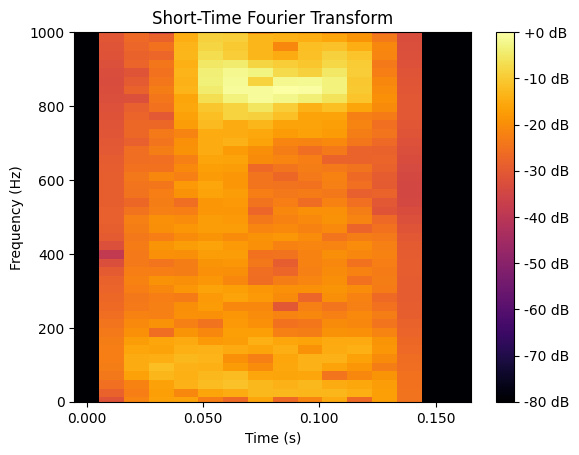 Short-Time Fourier Transform
1000
800
600
400
200
0
Frequency (Hz)
0.000
0.050
0.100
0.150
Time (s)
+0 dB
-10 dB
-20 dB
-30 dB
-40 dB
-50 dB
-60 dB
-70 dB
-80 dB